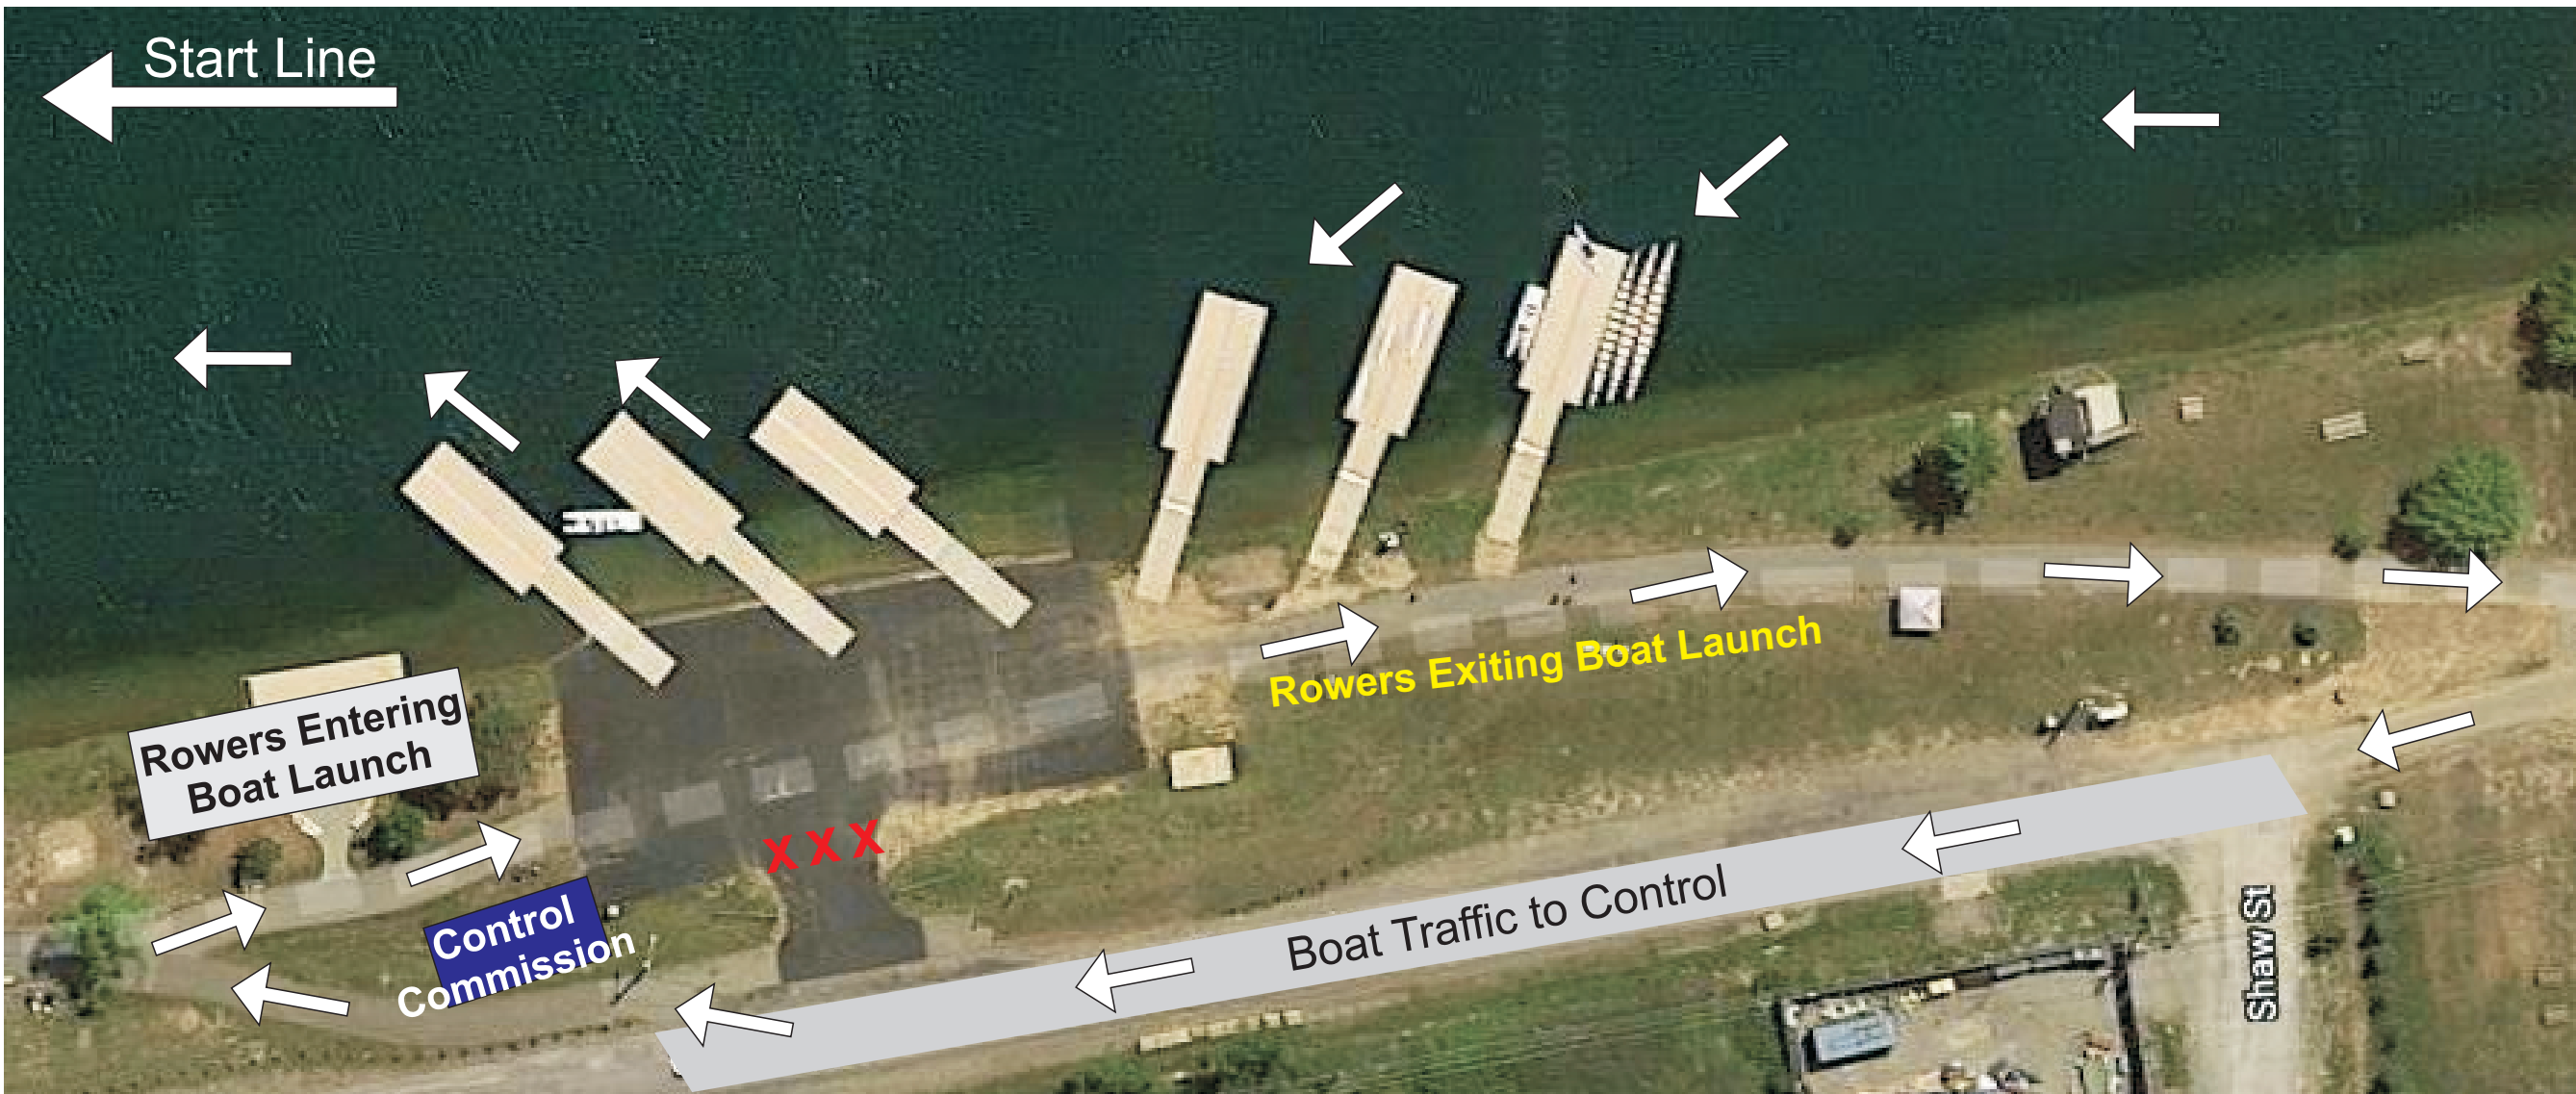 Start Line
Rowers Exiting Boat Launch
Rowers Entering
Boat Launch
X X X
Control
Commission
Boat Traffic to Control
Shaw St